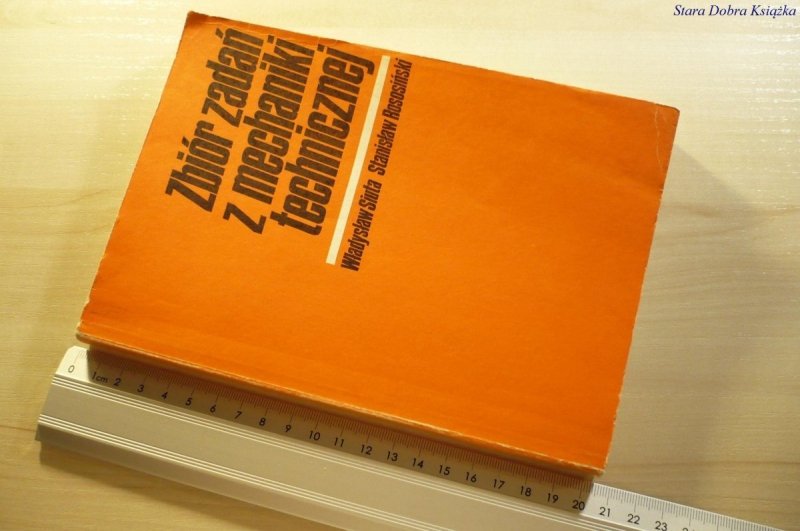 Stara Dobra Książka
Zbiór zadań
z mechaniki
technicznej
Władysław Siuta Stanisław Rososiński
0 1cm 2 3 4 5 6 7 8 9 10 11 12 13 14 15 16 17 18 19 20 21 22 23